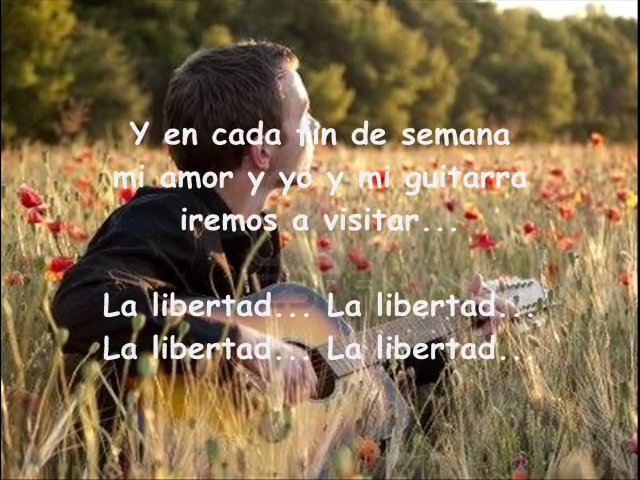 Y en cada fin de semana
mi amor y yo y mi guitarra
iremos a visitar...
La libertad... La libertad...
La libertad... La libertad...